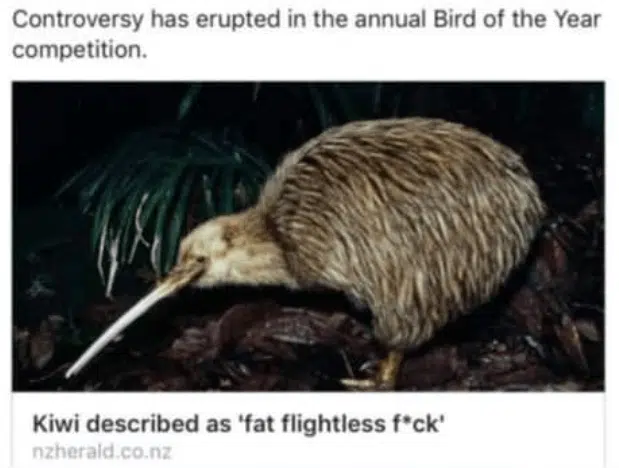 Controversy has erupted in the annual Bird of the Year
competition.
Kiwi described as 'fat flightless f*ck'
nzherald.co.nz